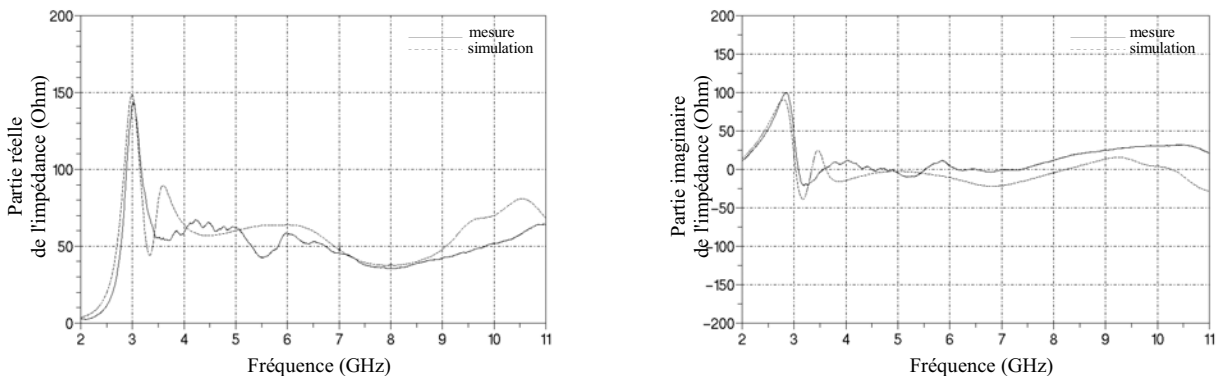 200
150
100
50
0
2 3 4 5 6 7 8 9 10 11
mesure
simulation
Partie réelle
de l'impédance (Ohm)
Fréquence (GHz)
200
150
100
50
0
−50
−100
−150
−200
2 3 4 5 6 7 8 9 10 11
mesure
simulation
Partie imaginaire
de l'impédance (Ohm)
Fréquence (GHz)